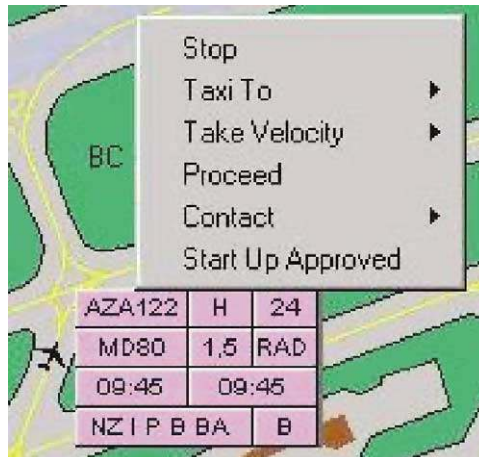 Stop
Taxi To
Take Velocity
BC
Proceed
Contact
Start Up Approved
AZA122 H 24
MD80 1,5 RAD
09:45 09:45
NZ I P B BA B